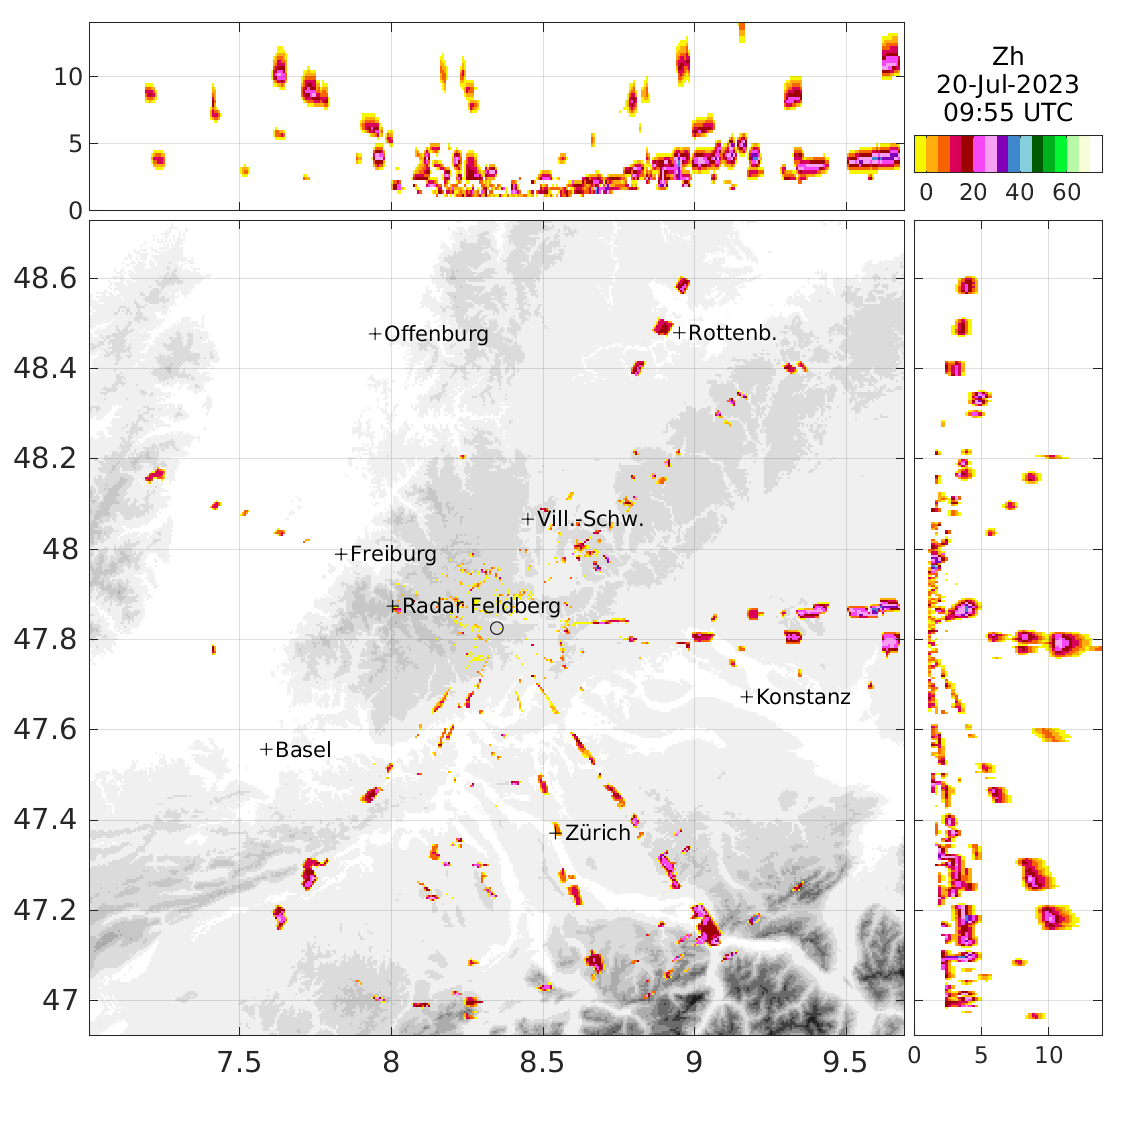 10
5
0
Zh
20-Jul-2023
09:55 UTC
0 20 40 60
48.6
48.4
48.2
48
47.8
47.6
47.4
47.2
47
+Offenburg
+Rottenb.
+Vill.-Schw.
+Freiburg
+Radar Feldberg
+Konstanz
+Basel
+Zürich
7.5 8 8.5 9 9.5
0 5 10